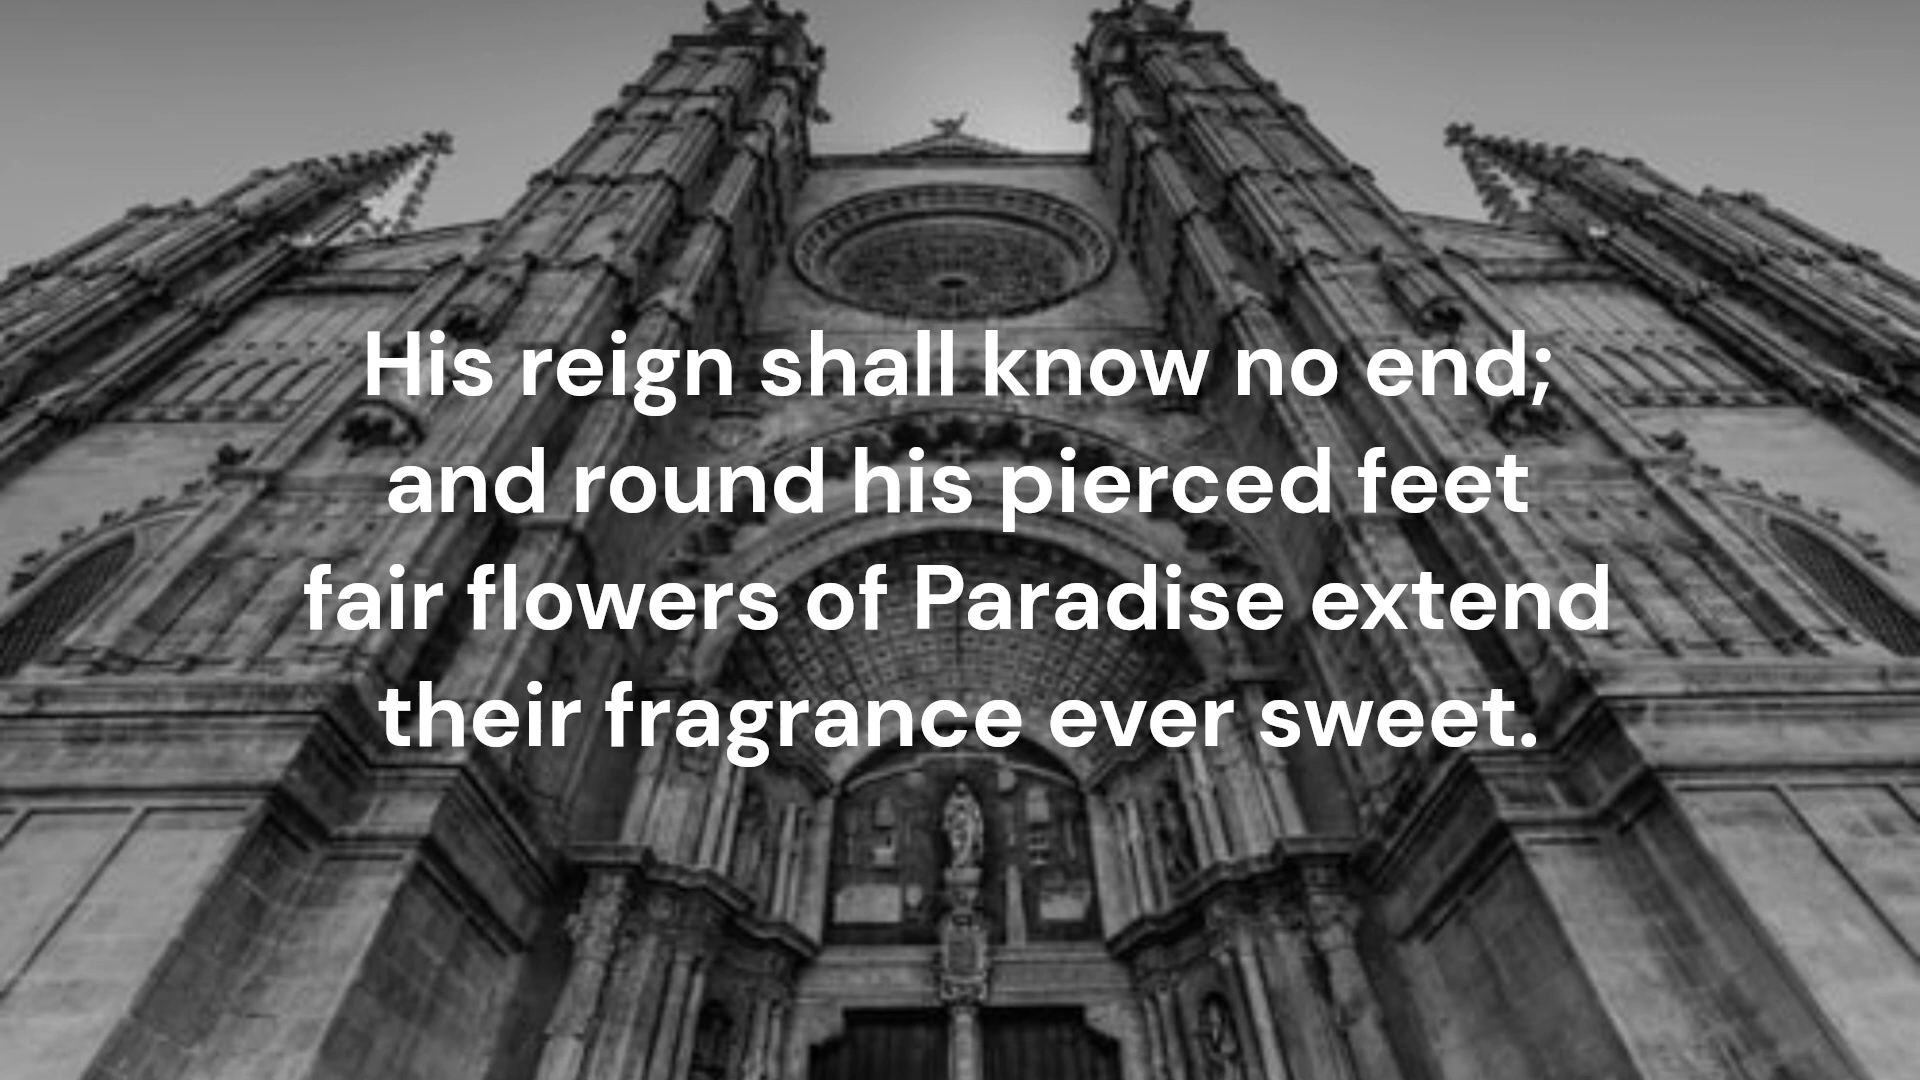 His reign shall know no end;
and round his pierced feet
fair flowers of Paradise extend
their fragrance ever sweet.